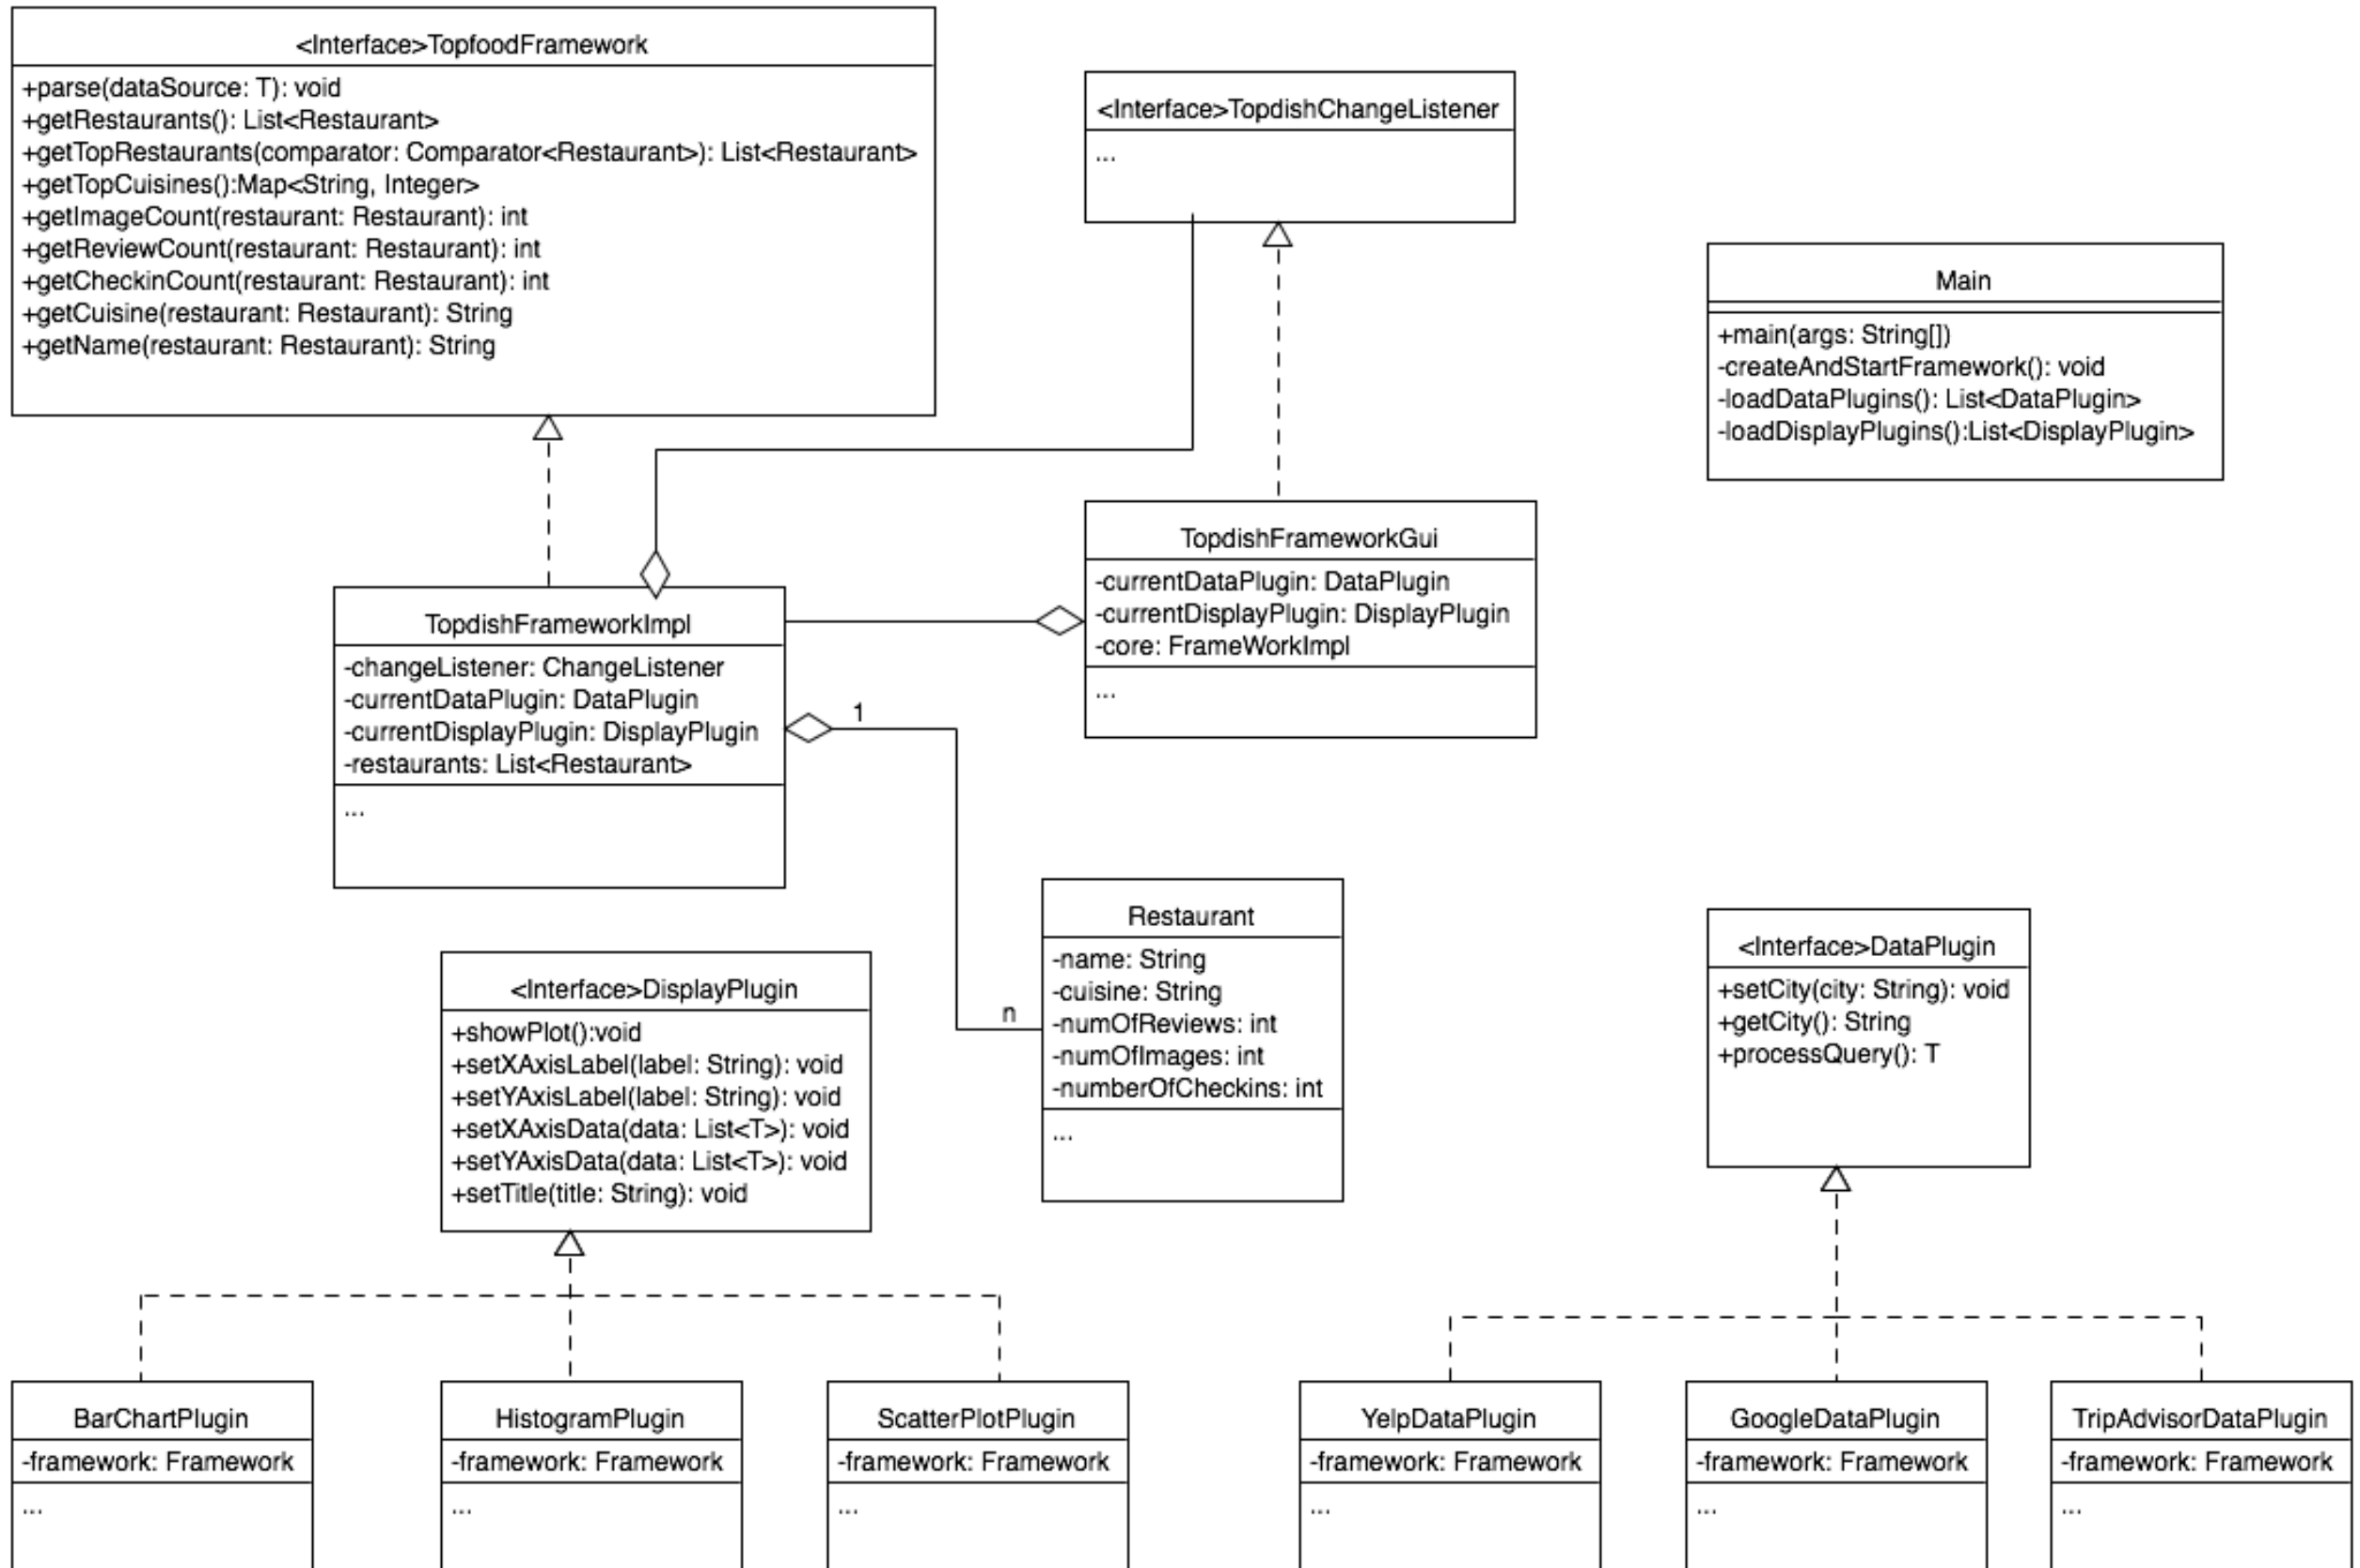 <Interface>TopfoodFramework
+parse(dataSource: T): void
+getRestaurants(): List<Restaurant>
+getTopRestaurants(comparator: Comparator<Restaurant>): List<Restaurant>
+getTopCuisines():Map<String, Integer>
+getImageCount(restaurant: Restaurant): int
+getReviewCount(restaurant: Restaurant): int
+getCheckinCount(restaurant: Restaurant): int
+getCuisine(restaurant: Restaurant): String
+getName(restaurant: Restaurant): String
<Interface>TopdishChangeListener
...
Main
+main(args: String[])
-createAndStartFramework(): void
-loadDataPlugins(): List<DataPlugin>
-loadDisplayPlugins():List<DisplayPlugin>
TopdishFrameworkImpl
-changeListener: ChangeListener
-currentDataPlugin: DataPlugin
-currentDisplayPlugin: DisplayPlugin
-restaurants: List<Restaurant>
...
TopdishFrameworkGui
-currentDataPlugin: DataPlugin
-currentDisplayPlugin: DisplayPlugin
-core: FrameWorkImpl
...
1
n
Restaurant
-name: String
-cuisine: String
-numOfReviews: int
-numOfImages: int
-numberOfCheckins: int
...
<Interface>DisplayPlugin
+showPlot():void
+setXAxisLabel(label: String): void
+setYAxisLabel(label: String): void
+setXAxisData(data: List<T>): void
+setYAxisData(data: List<T>): void
+setTitle(title: String): void
<Interface>DataPlugin
+setCity(city: String): void
+getCity(): String
+processQuery(): T
BarChartPlugin
-framework: Framework
...
HistogramPlugin
-framework: Framework
...
ScatterPlotPlugin
-framework: Framework
...
YelpDataPlugin
-framework: Framework
...
GoogleDataPlugin
-framework: Framework
...
TripAdvisorDataPlugin
-framework: Framework
...